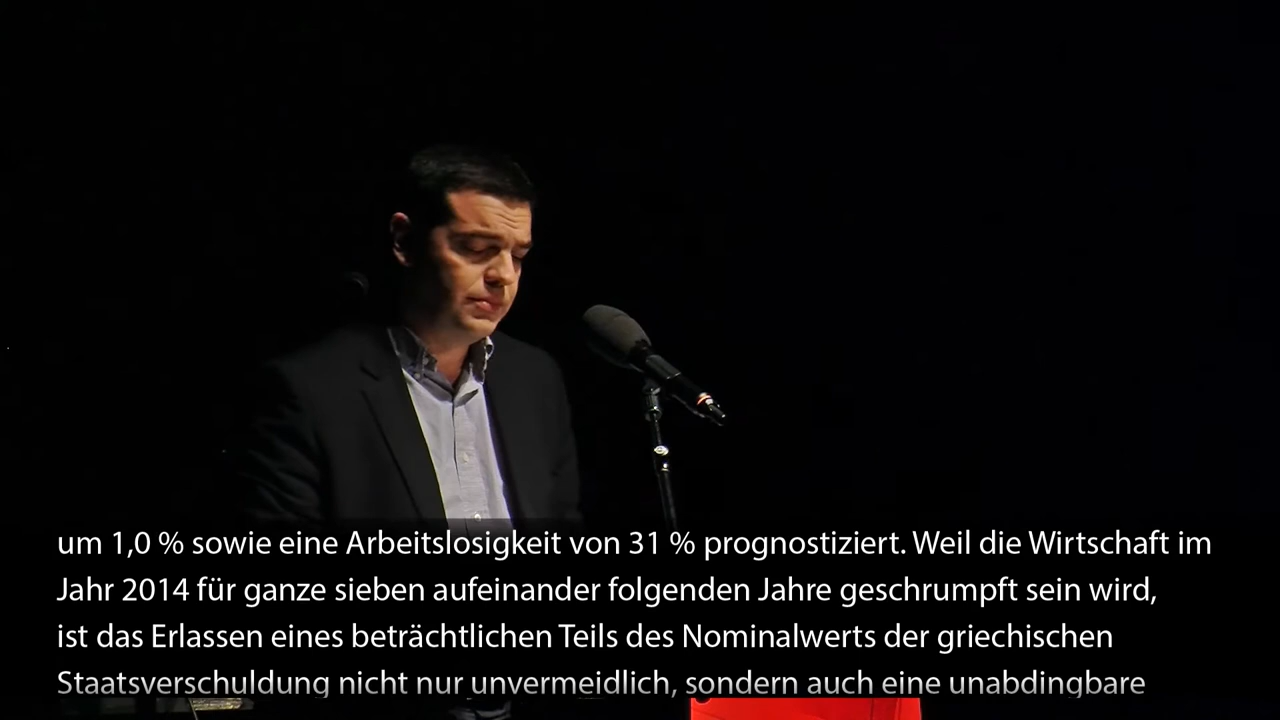 um 1,0 % sowie eine Arbeitslosigkeit von 31 % prognostiziert. Weil die Wirtschaft im
Jahr 2014 für ganze sieben aufeinander folgenden Jahre geschrumpft sein wird,
ist das Erlassen eines beträchtlichen Teils des Nominalwerts der griechischen
Staatsverschuldung nicht nur unvermeidlich, sondern auch eine unabdingbare